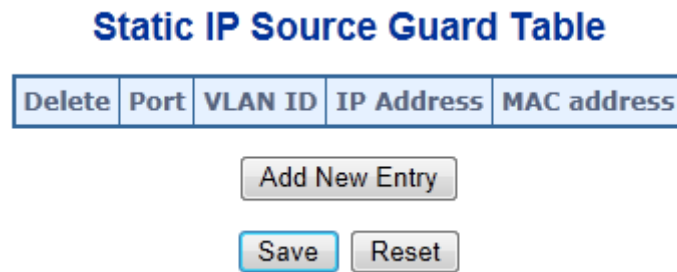 Static IP Source Guard Table
Delete Port VLAN ID IP Address MAC address
Add New Entry
Save Reset